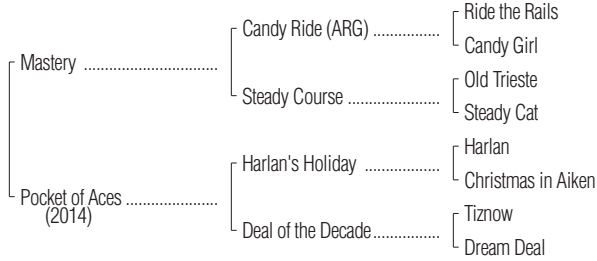 Ride the Rails
Candy Ride (ARG) ................
Candy Girl
Mastery ................................
Old Trieste
Steady Course ......................
Steady Cat
Harlan
Harlan's Holiday ..................
Christmas in Aiken
Pocket of Aces ......................
(2014)
Tiznow
Deal of the Decade................
Dream Deal